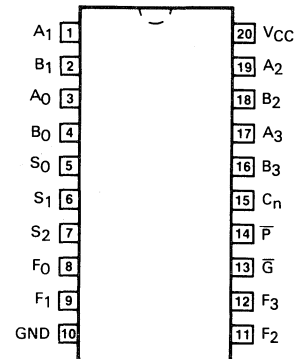 A1 1 20 VCC
B1 2 19 A2
A0 3 18 B2
B0 4 17 A3
S0 5 16 B3
S1 6 15 Cn
S2 7 14 P̅
F0 8 13 G̅
F1 9 12 F3
GND 10 11 F2